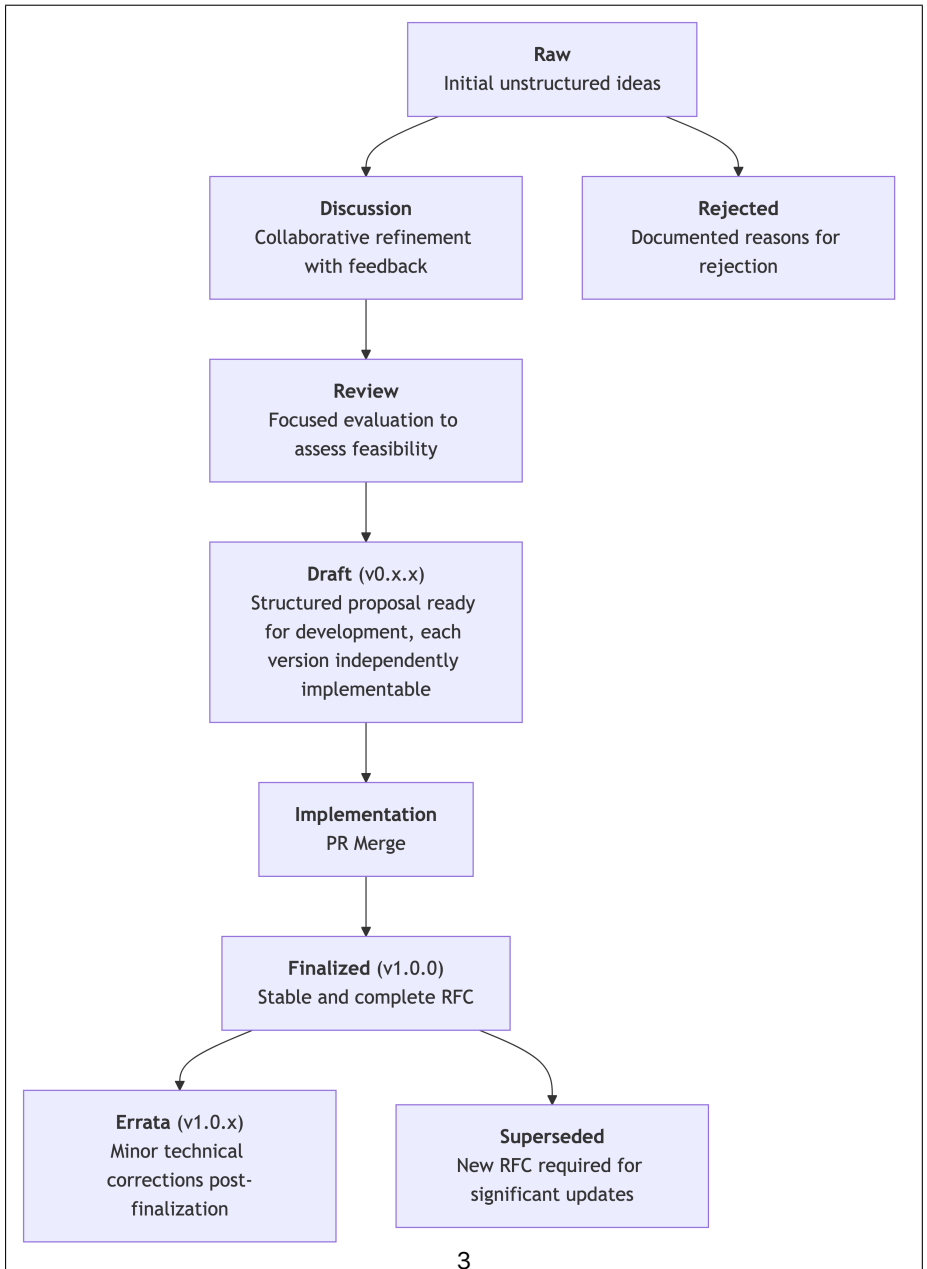 Raw
Initial unstructured ideas
Discussion
Collaborative refinement
with feedback
Rejected
Documented reasons for
rejection
Review
Focused evaluation to
assess feasibility
Draft (v0.x.x)
Structured proposal ready
for development, each
version independently
implementable
Implementation
PR Merge
Finalized (v1.0.0)
Stable and complete RFC
Errata (v1.0.x)
Minor technical
corrections post-
finalization
Superseded
New RFC required for
significant updates
3